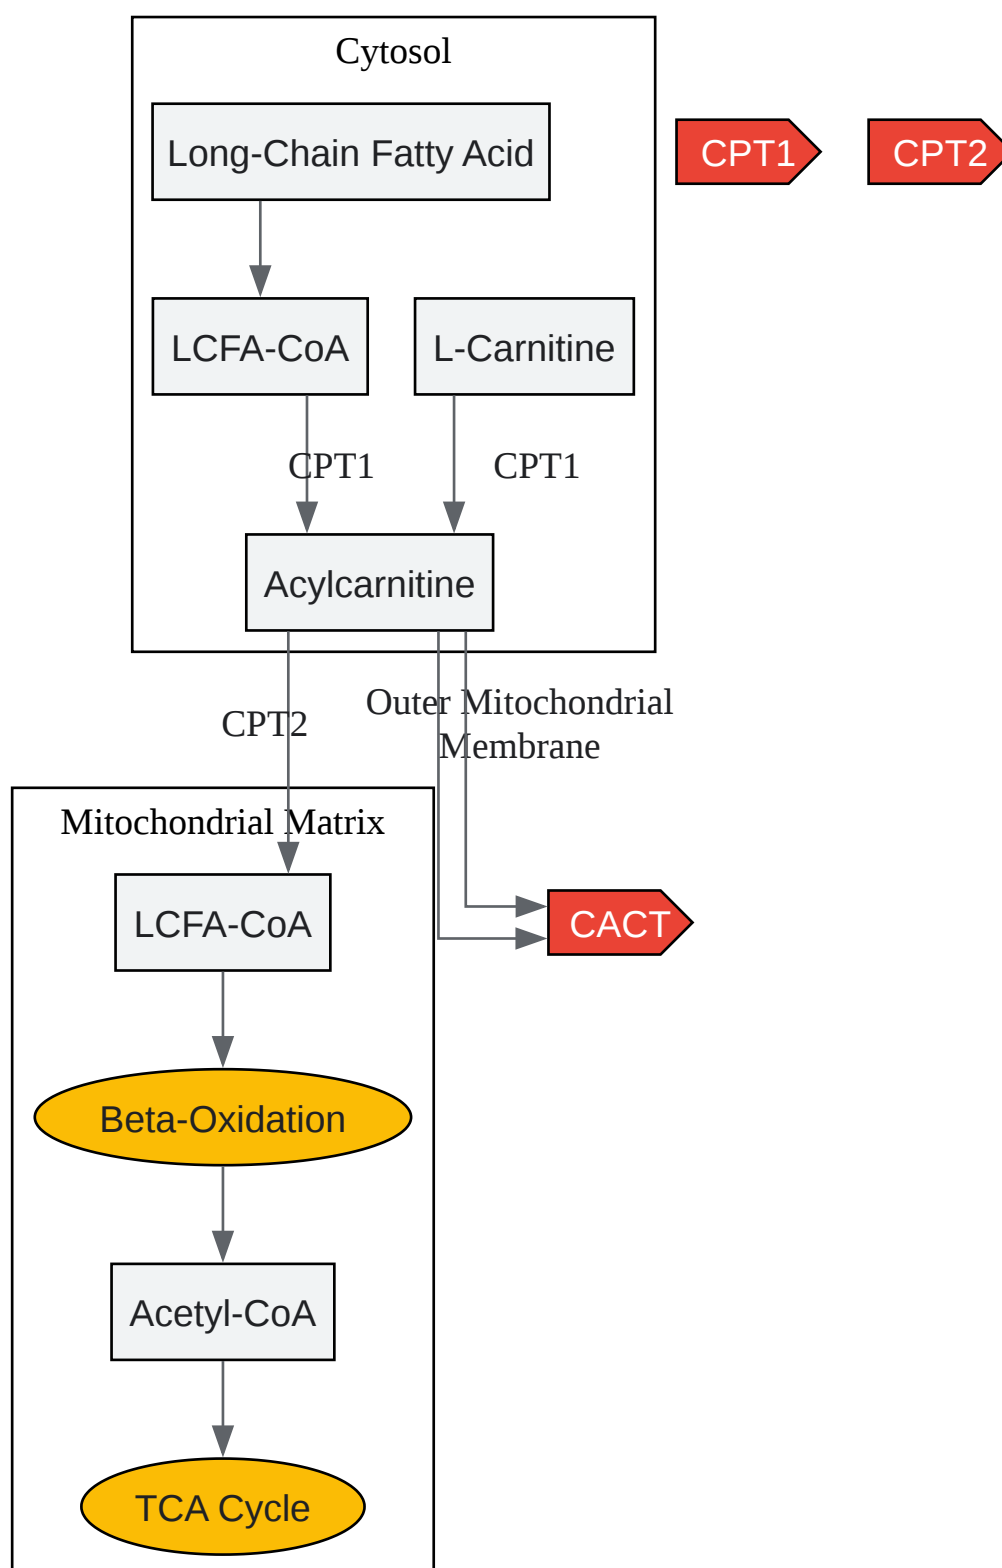 Cytosol
Long-Chain Fatty Acid
CPT1
CPT2
LCFA-CoA
L-Carnitine
CPT1
CPT1
Acylcarnitine
Outer Mitochondrial
Membrane
CPT2
Mitochondrial Matrix
LCFA-CoA
CACT
Beta-Oxidation
Acetyl-CoA
TCA Cycle